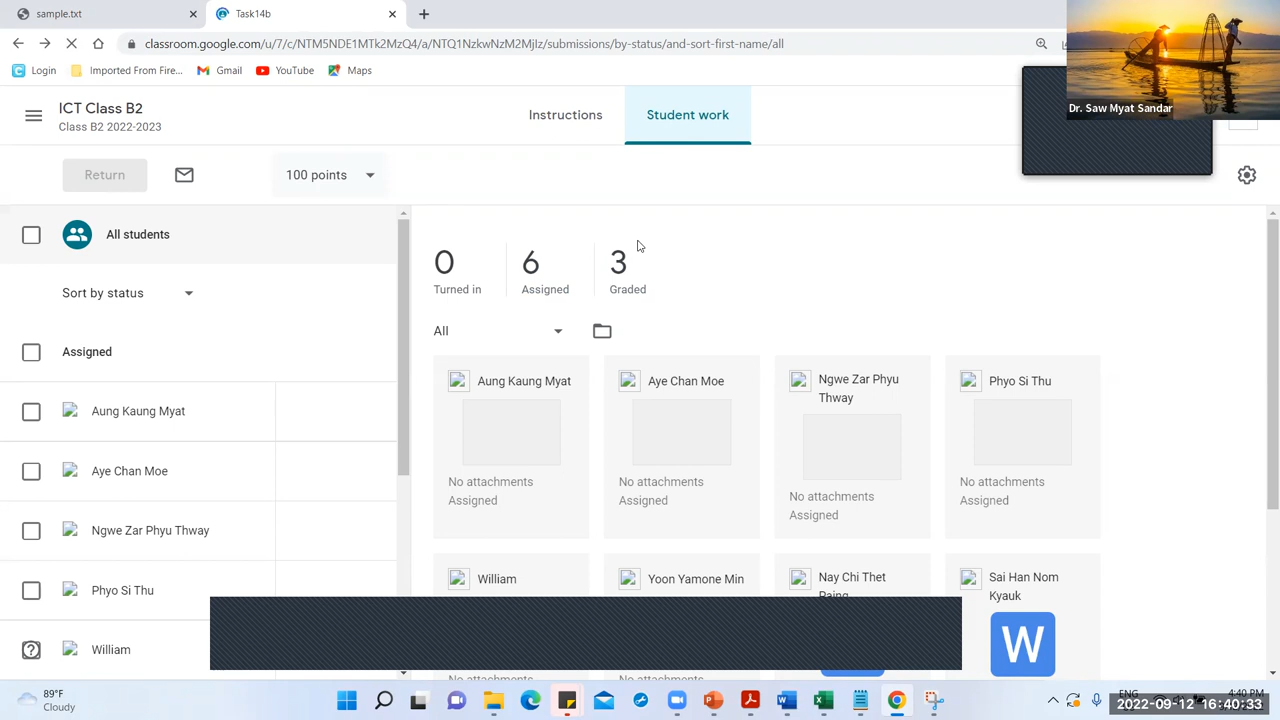 sample.txt
Task14b
classroom.google.com/u/7/c/NTM5NDE1MTk2MzQ4/a/NTQ1NzkwNzM2MjIz/submissions/by-status/and-sort-first-name/all
Login
Imported From Fire...
Gmail
YouTube
Maps
Dr. Saw Myat Sandar
ICT Class B2
Class B2 2022-2023
Instructions
Student work
Return
100 points
All students
Sort by status
Assigned
Aung Kaung Myat
Aye Chan Moe
Ngwe Zar Phyu Thway
Phyo Si Thu
William
0
Turned in
6
Assigned
3
Graded
All
Aung Kaung Myat
No attachments
Assigned
Aye Chan Moe
No attachments
Assigned
Ngwe Zar Phyu
Thway
No attachments
Assigned
Phyo Si Thu
No attachments
Assigned
William
Yoon Yamone Min
Nay Chi Thet
Paing
Sai Han Nom
Kyauk
W
No attachments
89°F
Cloudy
ENG
4:40 PM
2022-09-12 16:40:33